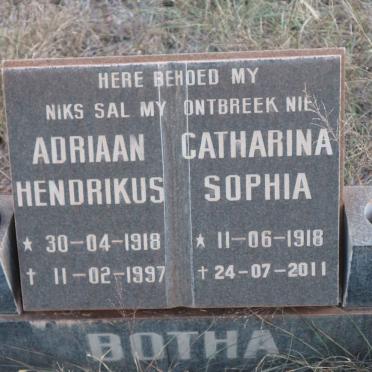 HERE BEHOED MY
NIKS SAL MY ONTBREEK NIE
ADRIAAN
HENDRIKUS
★ 30-04-1918
✝ 11-02-1997
CATHARINA
SOPHIA
★ 11-06-1918
✝ 24-07-2011
BOTHA